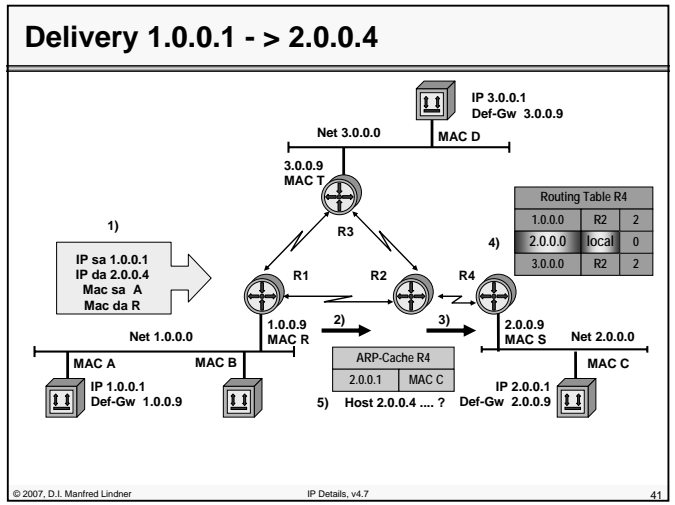 Delivery 1.0.0.1 - > 2.0.0.4
IP 3.0.0.1
Def-Gw 3.0.0.9
Net 3.0.0.0
MAC D
3.0.0.9
MAC T
R3
Routing Table R4
1.0.0.0 R2 2
2.0.0.0 local 0
3.0.0.0 R2 2
4)
1)
IP sa 1.0.0.1
IP da 2.0.0.4
Mac sa A
Mac da R
R1
R2
R4
1.0.0.9
MAC R
2)
3)
2.0.0.9
MAC S
Net 1.0.0.0
Net 2.0.0.0
MAC A
MAC B
MAC C
ARP-Cache R4
2.0.0.1 MAC C
5) Host 2.0.0.4 .... ?
IP 1.0.0.1
Def-Gw 1.0.0.9
IP 2.0.0.1
Def-Gw 2.0.0.9
© 2007, D.I. Manfred Lindner
IP Details, v4.7
41